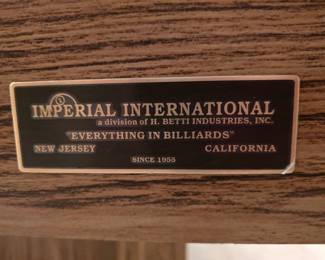 IMPERIAL INTERNATIONAL
a division of H. BETTI INDUSTRIES, INC.
"EVERYTHING IN BILLIARDS"
NEW JERSEY CALIFORNIA
SINCE 1955